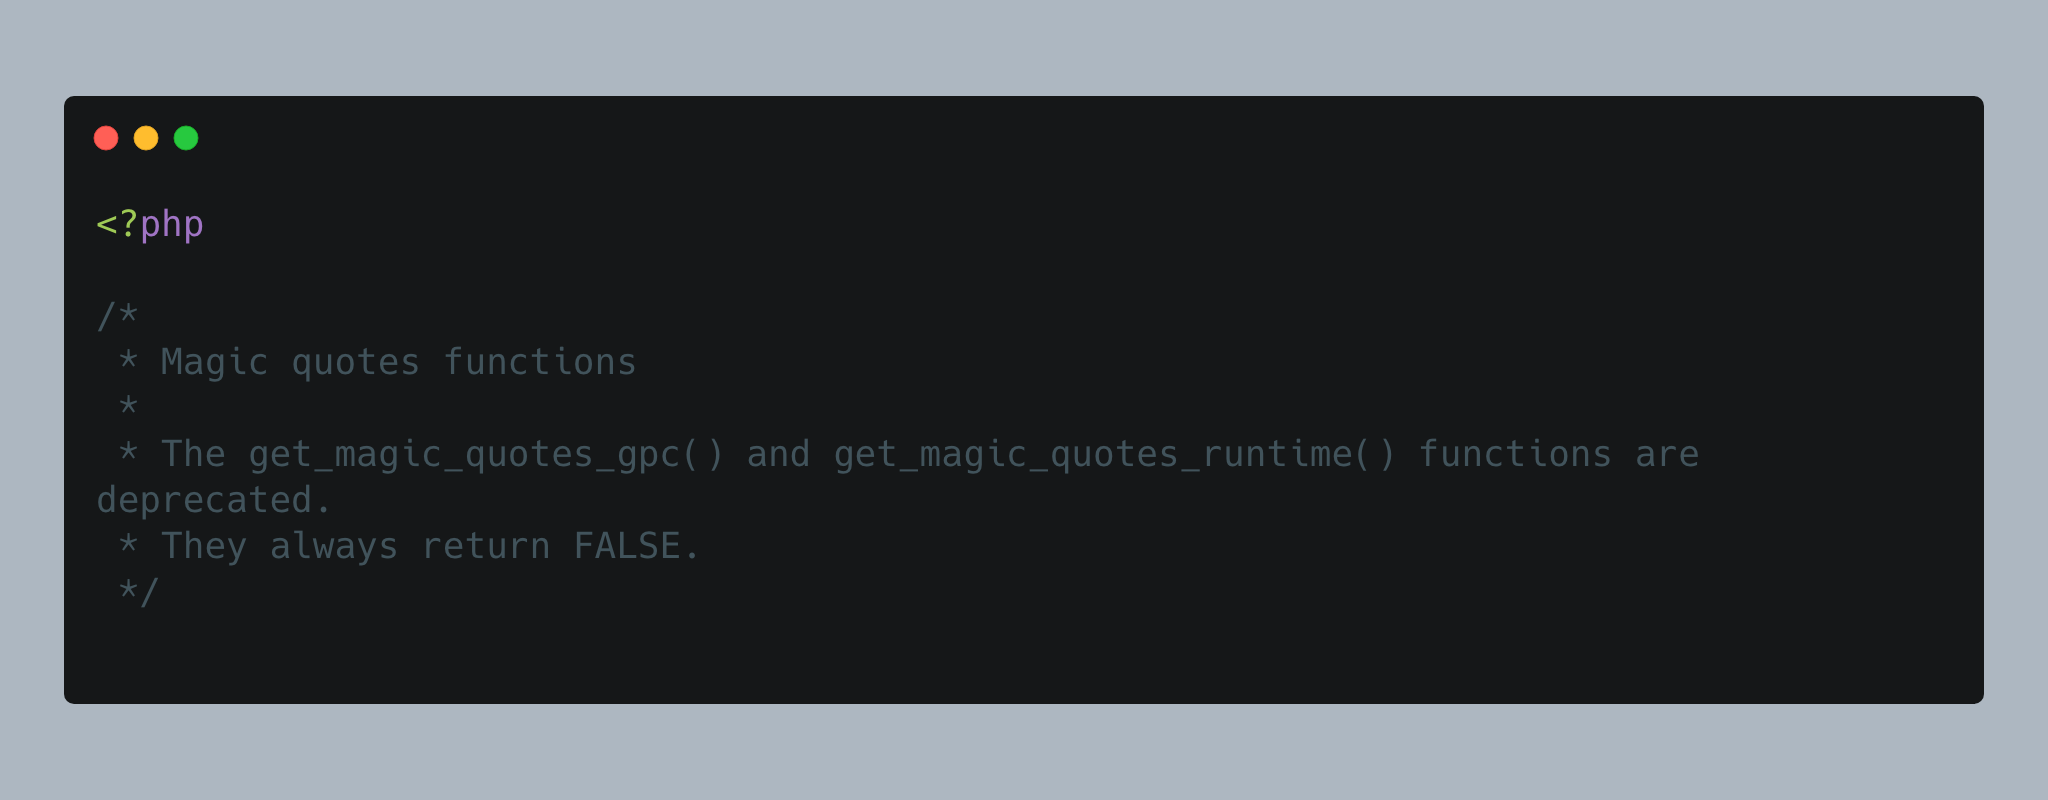 <?php
/*
 * Magic quotes functions
 *
 * The get_magic_quotes_gpc() and get_magic_quotes_runtime() functions are
deprecated.
 * They always return FALSE.
 */